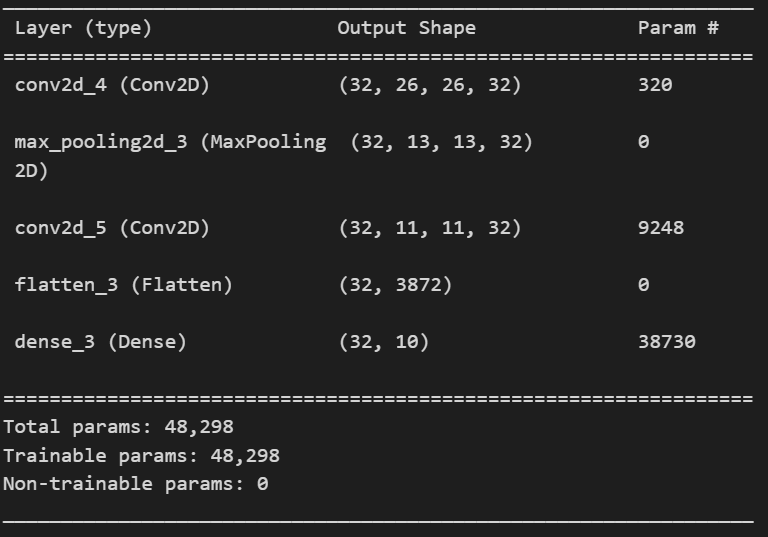 _________________________________________________________________
Layer (type)                Output Shape              Param #
=================================================================
conv2d_4 (Conv2D)           (32, 26, 26, 32)          320
max_pooling2d_3 (MaxPooling  (32, 13, 13, 32)         0
2D)
conv2d_5 (Conv2D)           (32, 11, 11, 32)          9248
flatten_3 (Flatten)         (32, 3872)                0
dense_3 (Dense)             (32, 10)                  38730
=================================================================
Total params: 48,298
Trainable params: 48,298
Non-trainable params: 0
_________________________________________________________________